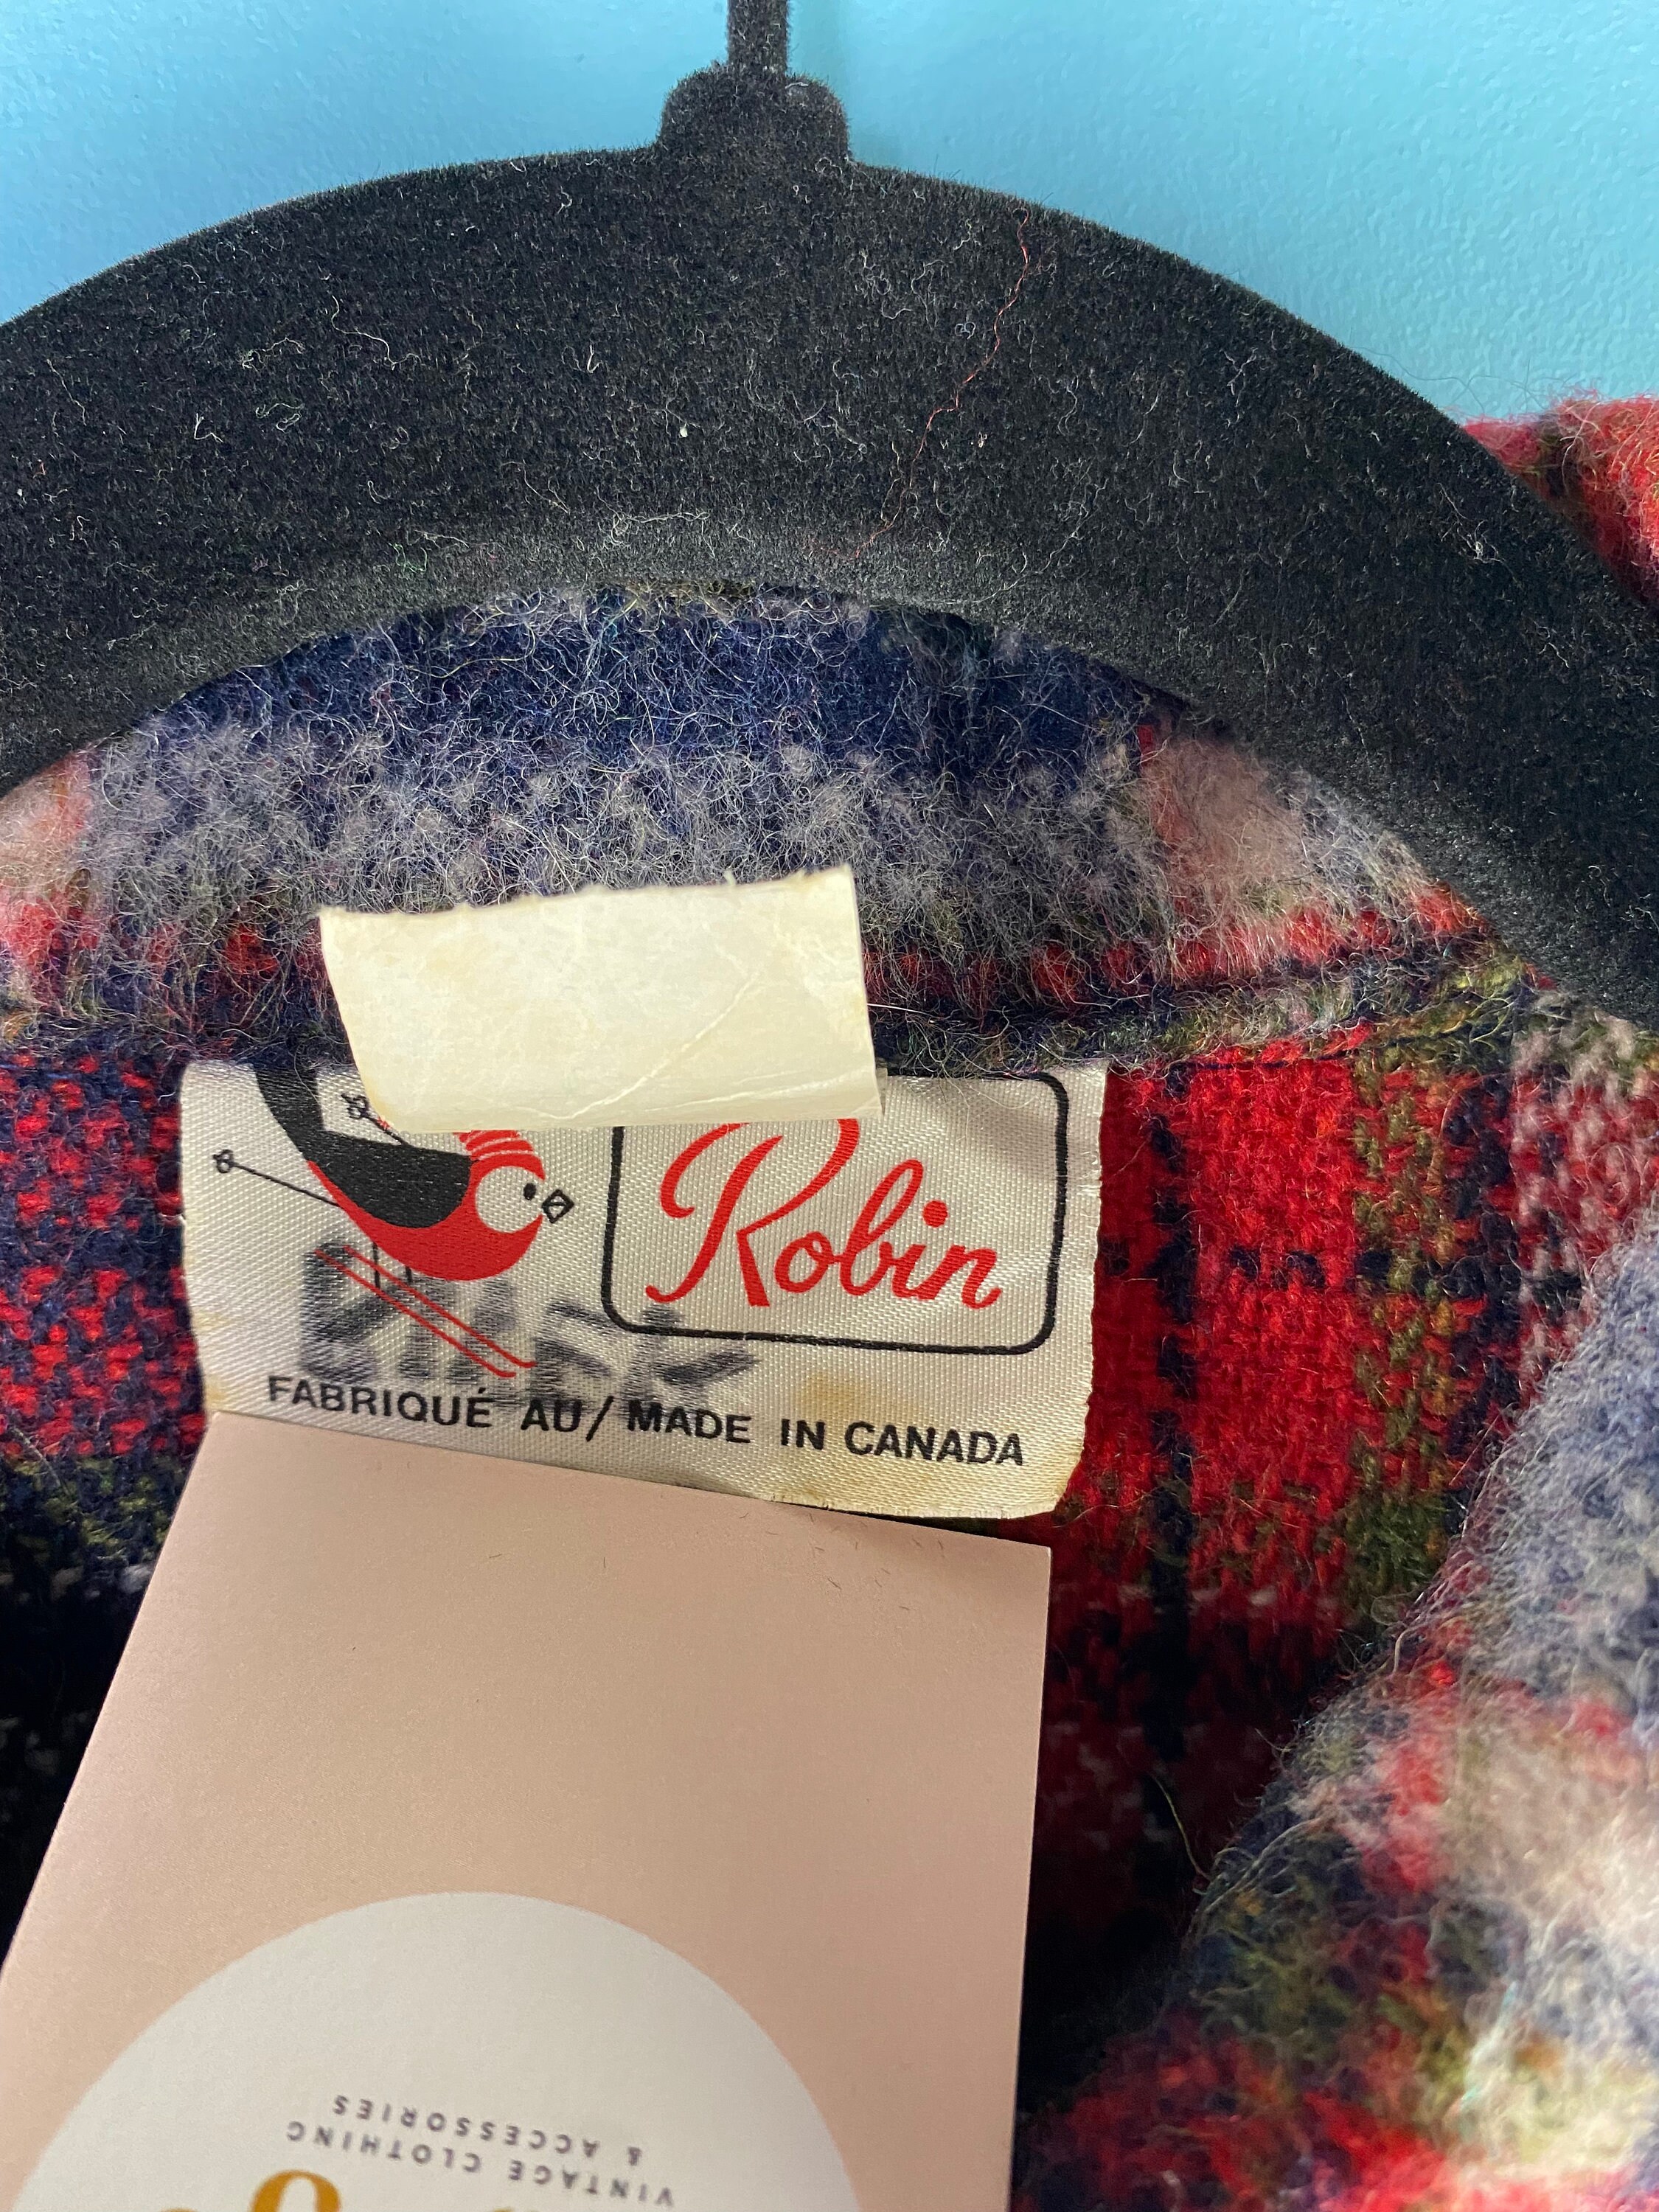 Robin
FABRIQUÉ AU / MADE IN CANADA
VINTAGE CLOTHING
& ACCESSORIES